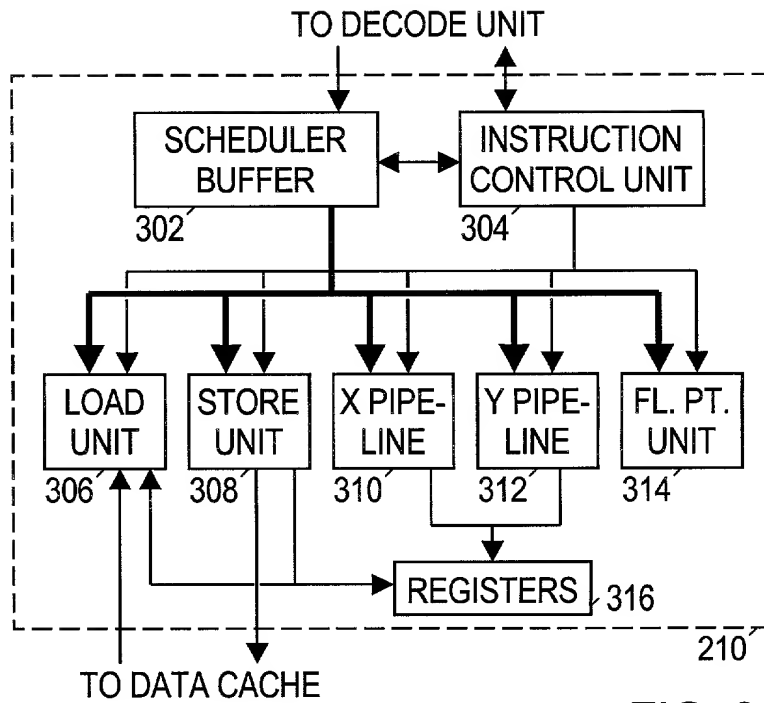 TO DECODE UNIT
SCHEDULER
BUFFER
302
INSTRUCTION
CONTROL UNIT
304
LOAD
UNIT
306
STORE
UNIT
308
X PIPE-
LINE
310
Y PIPE-
LINE
312
FL. PT.
UNIT
314
REGISTERS
316
210
TO DATA CACHE